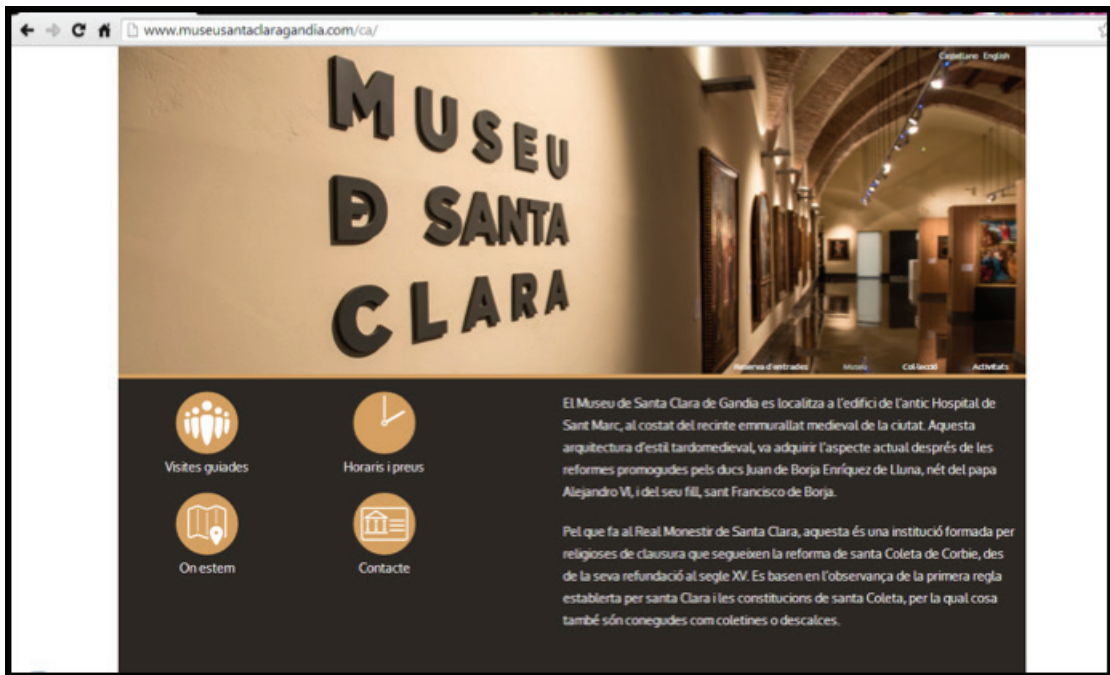 www.museusantaclaragandia.com/ca/
Castellano English
MUSEU
D SANTA
CLARA
Reserva d'entrades Museu Col·lecció Activitats
Visites guiades
Horaris i preus
On estem
Contacte
El Museu de Santa Clara de Gandia es localitza a l'edifici de l'antic Hospital de
Sant Marc, al costat del recinte emmurallat medieval de la ciutat. Aquesta
arquitectura d'estil tardomedieval, va adquirir l'aspecte actual després de les
reformes promogudes pels ducs Juan de Borja Enríquez de Lluna, nét del papa
Alejandro VI, i del seu fill, sant Francisco de Borja.
Pel que fa al Real Monestir de Santa Clara, aquesta és una institució formada per
religioses de clausura que segueixen la reforma de santa Coleta de Corbie, des
de la seva refundació al segle XV. Es basen en l'observança de la primera regla
establerta per santa Clara i les constitucions de santa Coleta, per la qual cosa
també són conegudes com coletines o descalces.